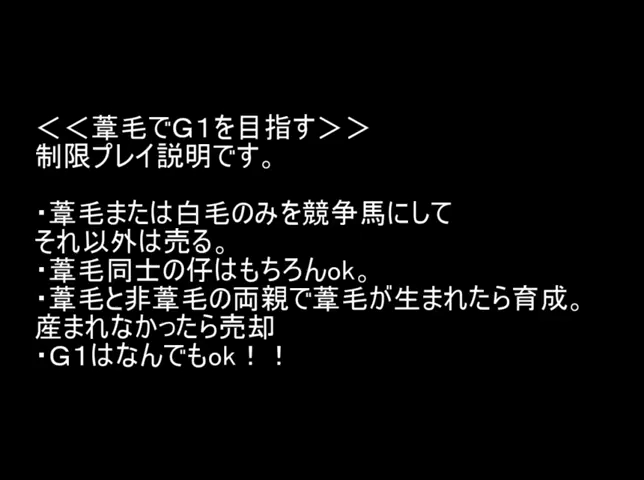 ＜＜葦毛でＧ１を目指す＞＞
制限プレイ説明です。
・葦毛または白毛のみを競争馬にして
それ以外は売る。
・葦毛同士の仔はもちろんok。
・葦毛と非葦毛の両親で葦毛が生まれたら育成。
産まれなかったら売却
・Ｇ１はなんでもok！！